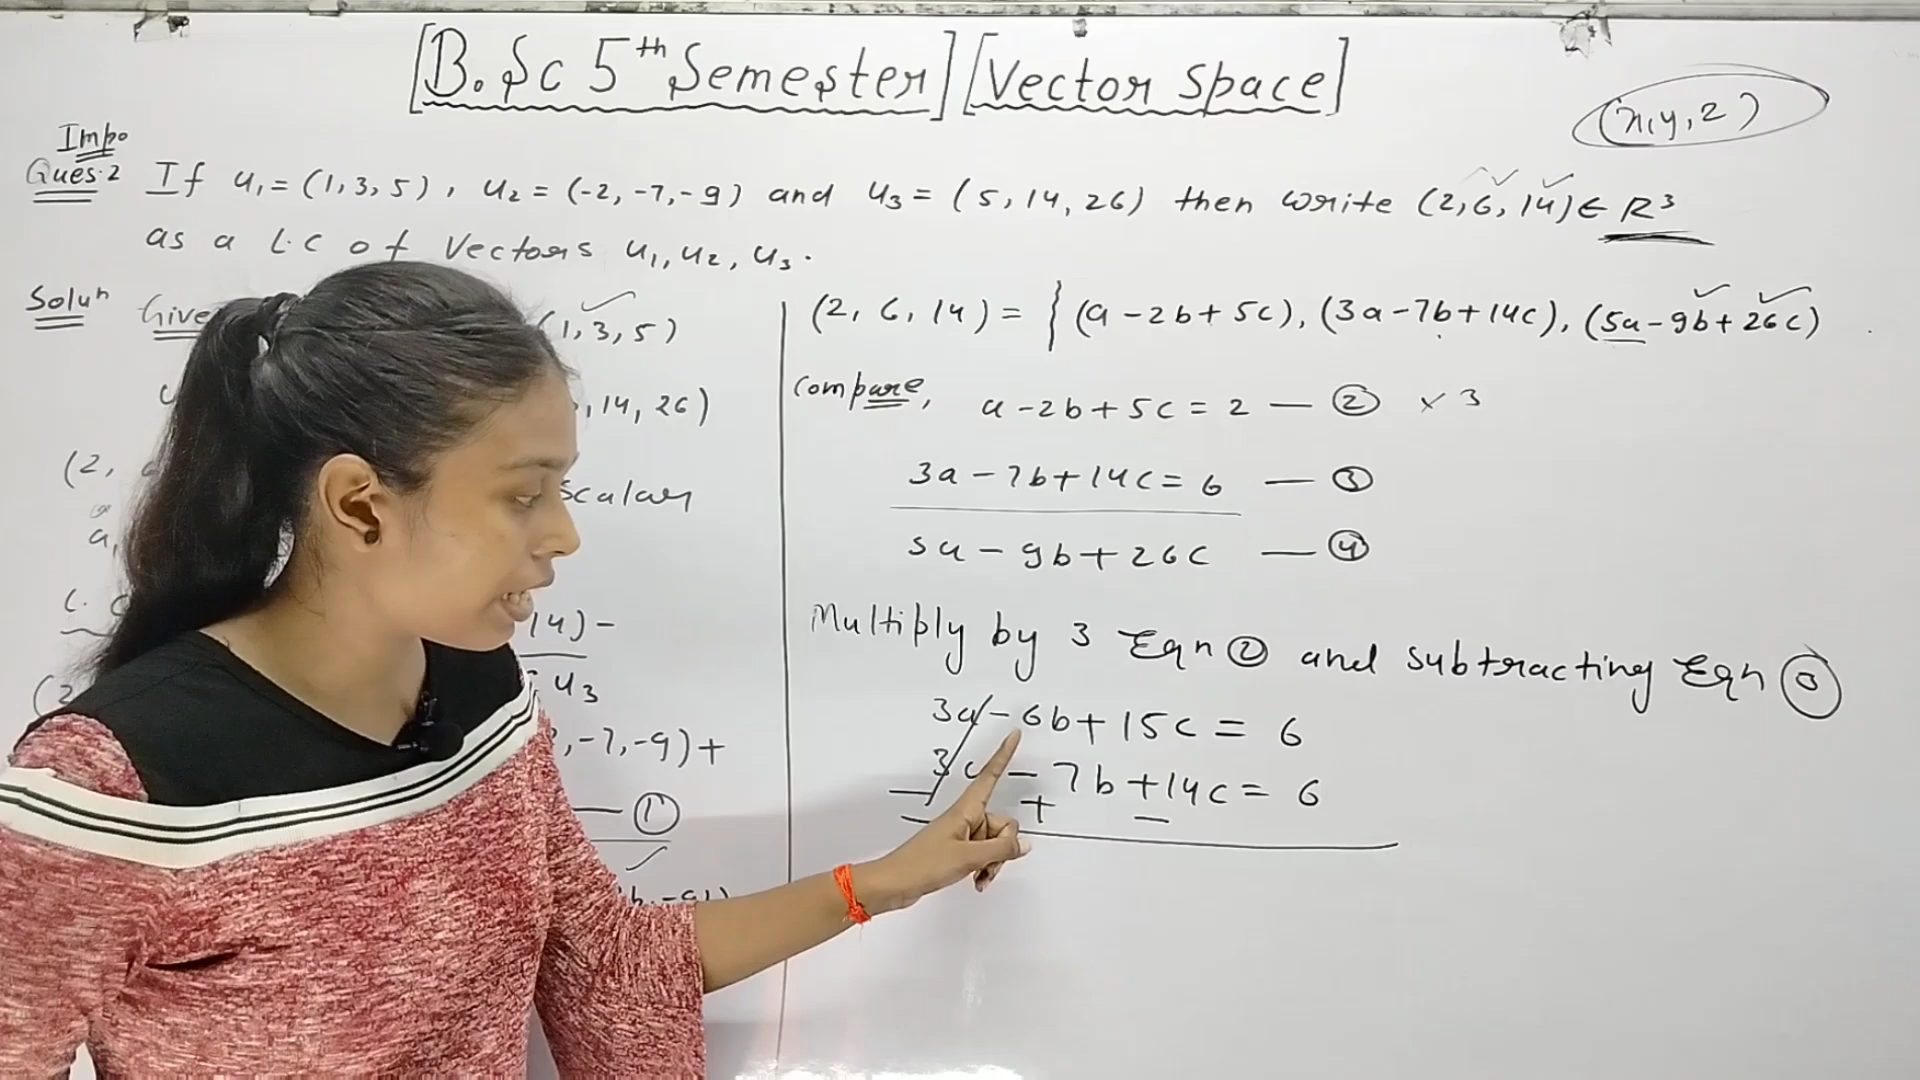 [B.Sc 5th Semester] [Vector Space]
(x,y,z)
Impo
Ques.2 If u₁ = (1,3,5), u₂ = (-2,-7,-9) and u₃ = (5,14,26) then write (2,6,14) ∈ R³
as a L.C of Vectors u₁, u₂, u₃.
Soluⁿ Give (1,3,5)
,14,26)
(2,
Scalar
a,
14) -
u₃
,-7,-9) +
— ①
(2, 6, 14) = { (a - 2b + 5c), (3a - 7b + 14c), (5a - 9b + 26c)
Compare, a - 2b + 5c = 2 — ② × 3
3a - 7b + 14c = 6 — ③
5a - 9b + 26c — ④
Multiply by 3 Eqn ② and subtracting Eqn ③
3a - 6b + 15c = 6
3a - 7b + 14c = 6
- + -